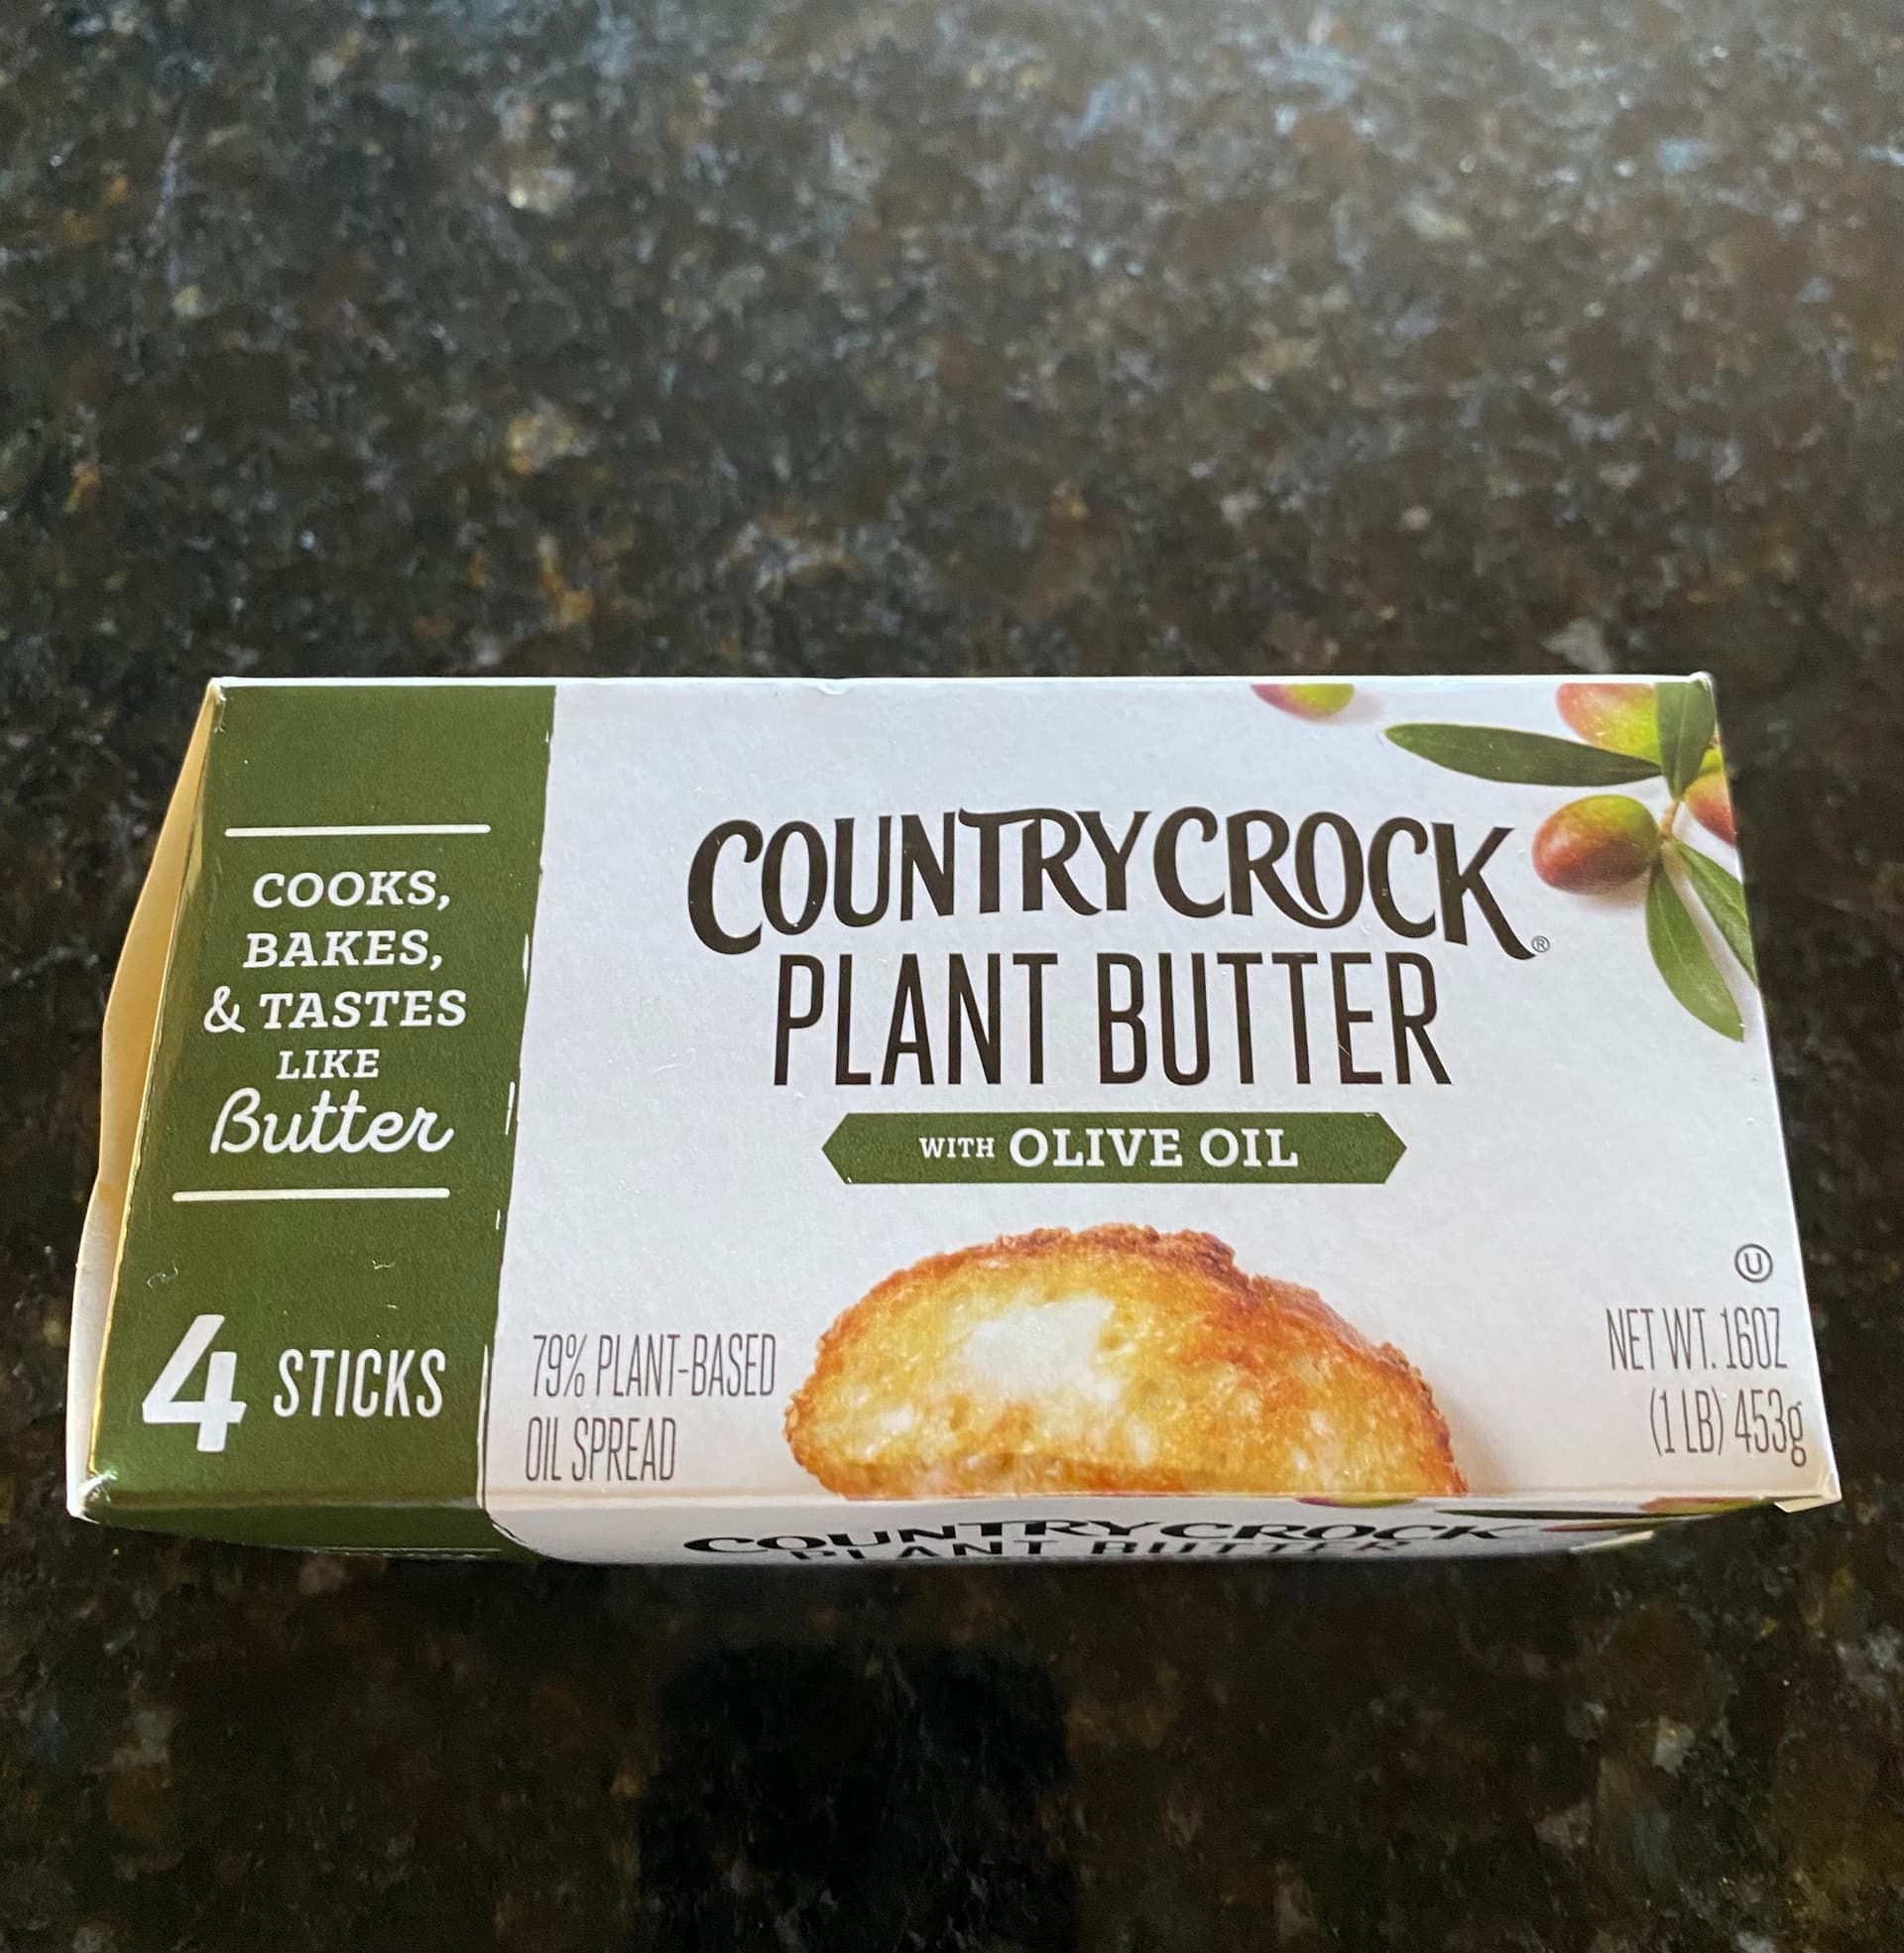 COOKS,
BAKES,
& TASTES
LIKE
Butter
4 STICKS
COUNTRY CROCK®
PLANT BUTTER
WITH OLIVE OIL
79% PLANT-BASED
OIL SPREAD
U
NET WT. 16OZ
(1 LB) 453g
COUNTRY CROCK
PLANT BUTTER